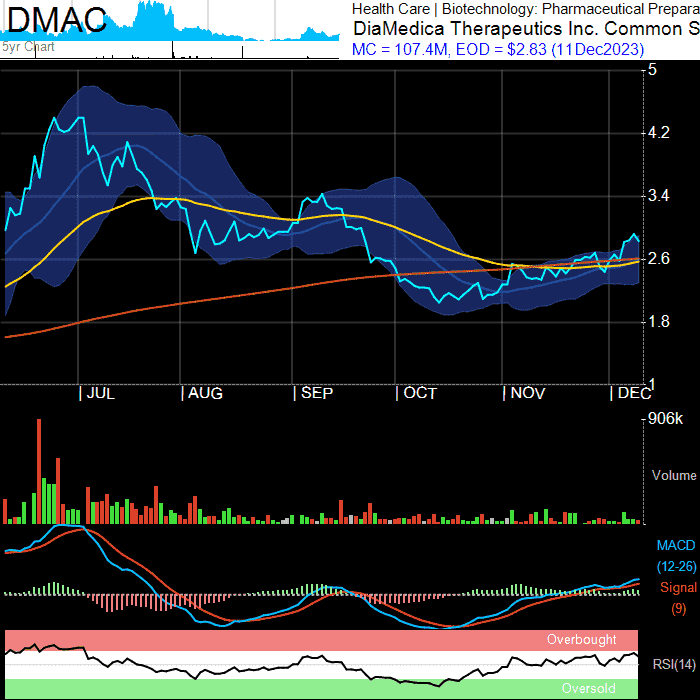 DMAC
5yr Chart
Health Care | Biotechnology: Pharmaceutical Prepara
DiaMedica Therapeutics Inc. Common S
MC = 107.4M, EOD = $2.83 (11Dec2023)
5
4.2
3.4
2.6
1.8
1
JUL AUG SEP OCT NOV DEC
906k
Volume
MACD
(12-26)
Signal
(9)
Overbought
RSI(14)
Oversold